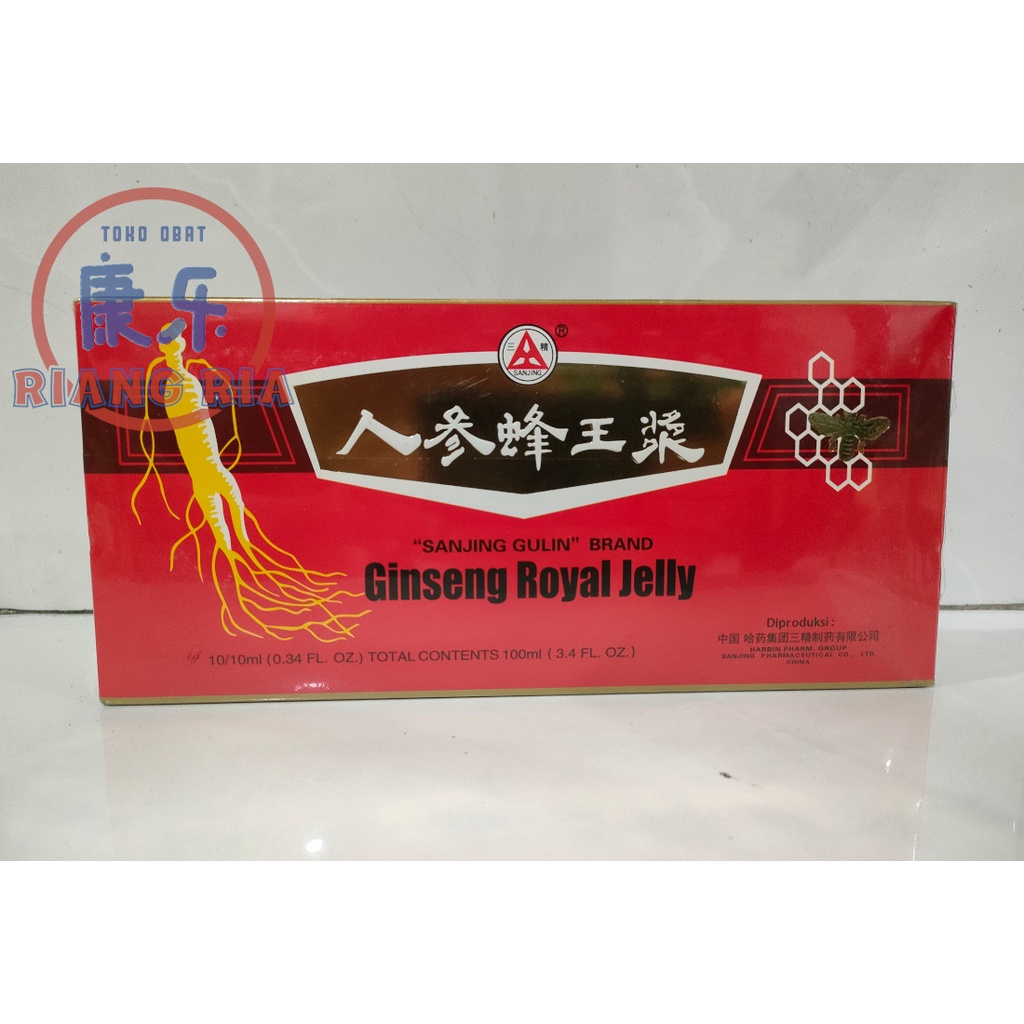 TOKO OBAT
康乐
RIANG RIA
三精
SANJING
®
人参蜂王漿
“SANJING GULIN” BRAND
Ginseng Royal Jelly
10/10ml (0.34 FL. OZ.) TOTAL CONTENTS 100ml ( 3.4 FL. OZ.)
Diproduksi :
中国 哈药集团三精制药有限公司
HARBIN PHARM GROUP
SANJING PHARMACEUTICAL CO., LTD.
CHINA